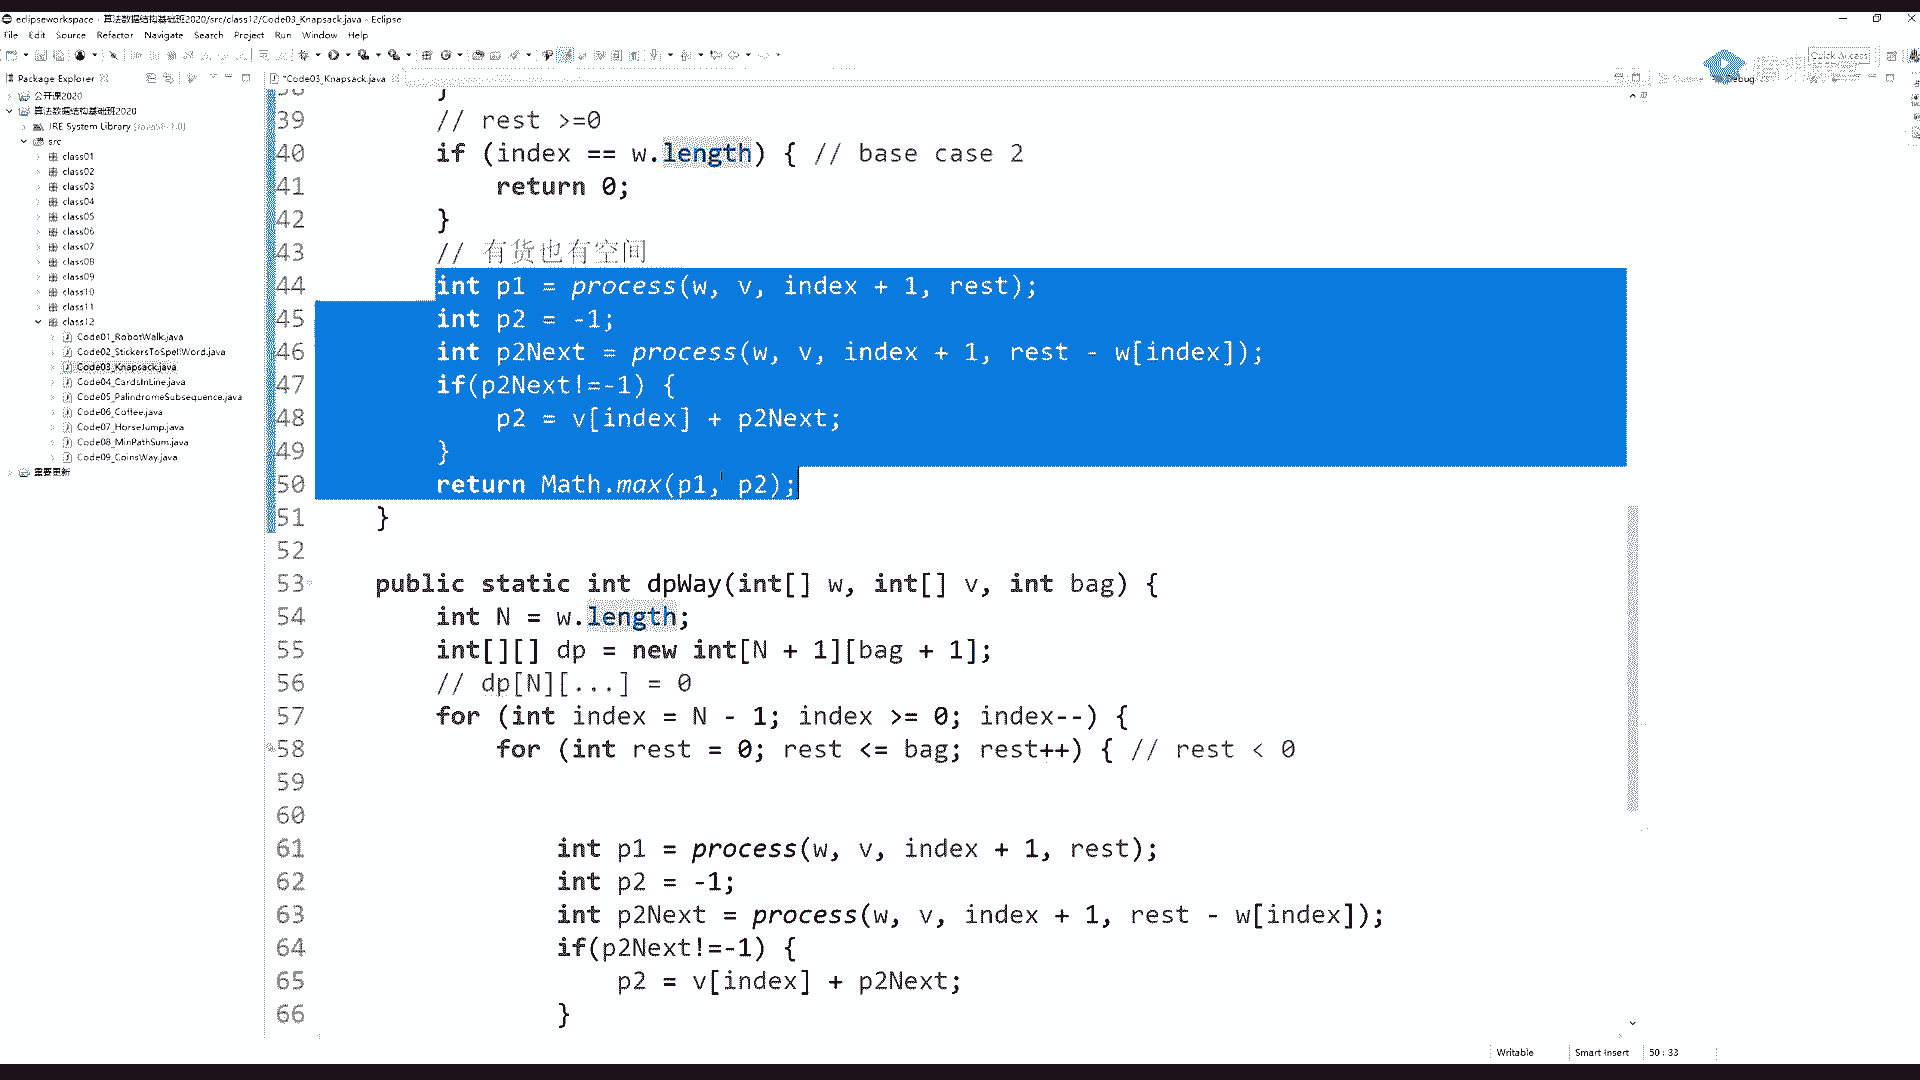 eclipseworkspace - 算法数据结构基础班2020/src/class12/Code03_Knapsack.java - Eclipse
File Edit Source Refactor Navigate Search Project Run Window Help
Quick Access
Package Explorer
*Code03_Knapsack.java
Debug
公开课2020
算法数据结构基础班2020
JRE System Library
src
class01
class02
class03
class04
class05
class06
class07
class08
class09
class10
class11
class12
Code01_RobotWalk.java
Code02_StickersToSpellWord.java
Code03_Knapsack.java
Code04_CardsInLine.java
Code05_PalindromeSubsequence.java
Code06_Coffee.java
Code07_HorseJump.java
Code08_MinPathSum.java
Code09_CoinsWay.java
重要更新
38 }
39 // rest >=0
40 if (index == w.length) { // base case 2
41 return 0;
42 }
43 // 有货也有空间
44 int p1 = process(w, v, index + 1, rest);
45 int p2 = -1;
46 int p2Next = process(w, v, index + 1, rest - w[index]);
47 if(p2Next!=-1) {
48 p2 = v[index] + p2Next;
49 }
50 return Math.max(p1, p2);
51 }
52
53 public static int dpWay(int[] w, int[] v, int bag) {
54 int N = w.length;
55 int[][] dp = new int[N + 1][bag + 1];
56 // dp[N][...] = 0
57 for (int index = N - 1; index >= 0; index--) {
58 for (int rest = 0; rest <= bag; rest++) { // rest < 0
59
60
61 int p1 = process(w, v, index + 1, rest);
62 int p2 = -1;
63 int p2Next = process(w, v, index + 1, rest - w[index]);
64 if(p2Next!=-1) {
65 p2 = v[index] + p2Next;
66 }
Writable Smart Insert 50 : 33